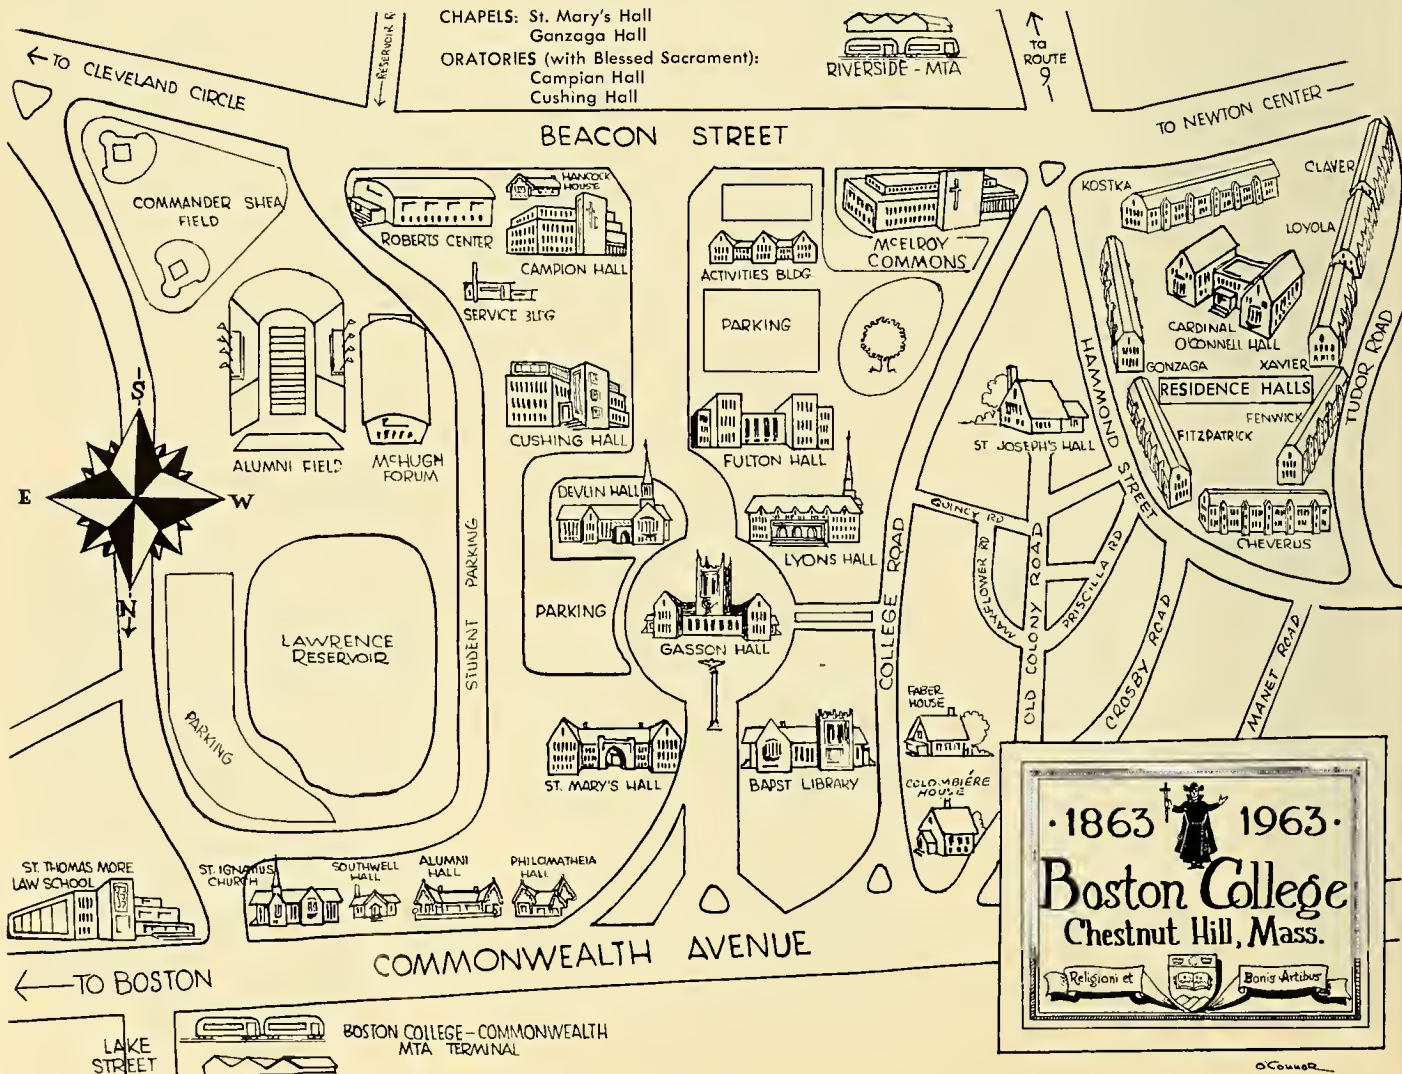 CHAPELS: St. Mary's Hall
Gonzaga Hall
ORATORIES (with Blessed Sacrament):
Campian Hall
Cushing Hall
RIVERSIDE - MTA
TO
ROUTE
9
RESERVOIR R
TO CLEVELAND CIRCLE
BEACON STREET
TO NEWTON CENTER
COMMANDER SHEA
FIELD
ROBERTS CENTER
HANCOCK
HOUSE
CAMPION HALL
SERVICE BLDG
ACTIVITIES BLDG
MCELROY
COMMONS
PARKING
KOSTKA
CLAVER
LOYOLA
CARDINAL
O'CONNELL HALL
GONZAGA
XAVIER
RESIDENCE HALLS
FENWICK
FITZPATRICK
CHEVERUS
TUDOR ROAD
HAMMOND STREET
S
E
W
N
ALUMNI FIELD
MCHUGH
FORUM
CUSHING HALL
FULTON HALL
ST JOSEPH'S HALL
DEVLIN HALL
LYONS HALL
QUINCY RD
MAYFLOWER RD
OLD COLONY ROAD
PRISCILLA RD
CROSBY ROAD
MANET ROAD
COLLEGE ROAD
STUDENT PARKING
PARKING
GASSON HALL
LAWRENCE
RESERVOIR
PARKING
ST. MARY'S HALL
BAPST LIBRARY
FABER
HOUSE
COLOMBIÉRE
HOUSE
ST. THOMAS MORE
LAW SCHOOL
ST. IGNATIUS
CHURCH
SOUTHWELL
HALL
ALUMNI
HALL
PHILOMATHEIA
HALL
COMMONWEALTH AVENUE
TO BOSTON
LAKE
STREET
BOSTON COLLEGE - COMMONWEALTH
MTA TERMINAL
·1863 1963·
Boston College
Chestnut Hill, Mass.
Religioni et Bonis Artibus
O'CONNOR